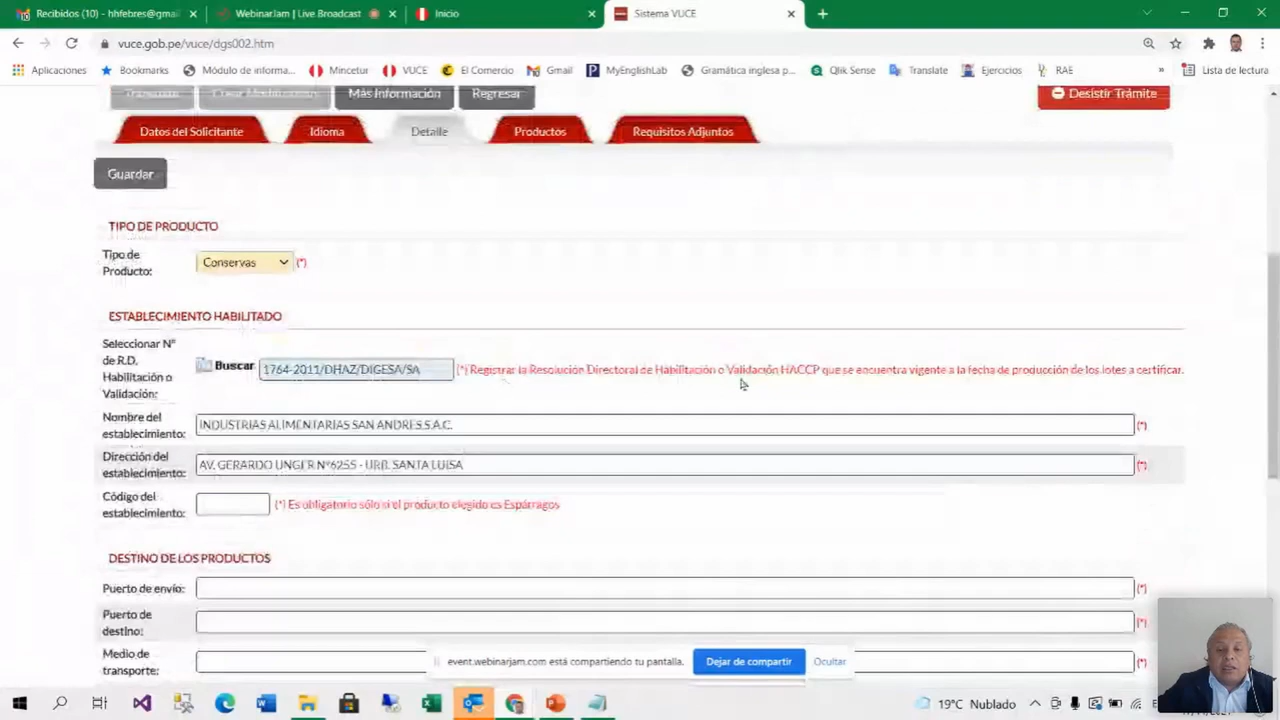 Recibidos (10) - hhfebres@gmail
WebinarJam | Live Broadcast
Inicio
Sistema VUCE
vuce.gob.pe/vuce/dgs002.htm
Aplicaciones
Bookmarks
Módulo de informa...
Mincetur
VUCE
El Comercio
Gmail
MyEnglishLab
Gramática inglesa p...
Qlik Sense
Translate
Ejercicios
RAE
»
Lista de lectura
Transmitir
Crear Modificatorio
Más Información
Regresar
Desistir Trámite
Datos del Solicitante
Idioma
Detalle
Productos
Requisitos Adjuntos
Guardar
TIPO DE PRODUCTO
Tipo de
Producto:
Conservas
(*)
ESTABLECIMIENTO HABILITADO
Seleccionar N°
de R.D.
Habilitación o
Validación:
Buscar
1764-2011/DHAZ/DIGESA/SA
(*) Registrar la Resolución Directoral de Habilitación o Validación HACCP que se encuentra vigente a la fecha de producción de los lotes a certificar.
Nombre del
establecimiento:
INDUSTRIAS ALIMENTARIAS SAN ANDRES S.A.C.
(*)
Dirección del
establecimiento:
AV. GERARDO UNGER N°6255 - URB. SANTA LUISA
(*)
Código del
establecimiento:
(*) Es obligatorio sólo si el producto elegido es Espárragos
DESTINO DE LOS PRODUCTOS
Puerto de envío:
(*)
Puerto de
destino:
(*)
Medio de
transporte:
(*)
event.webinarjam.com está compartiendo tu pantalla.
Dejar de compartir
Ocultar
19°C Nublado